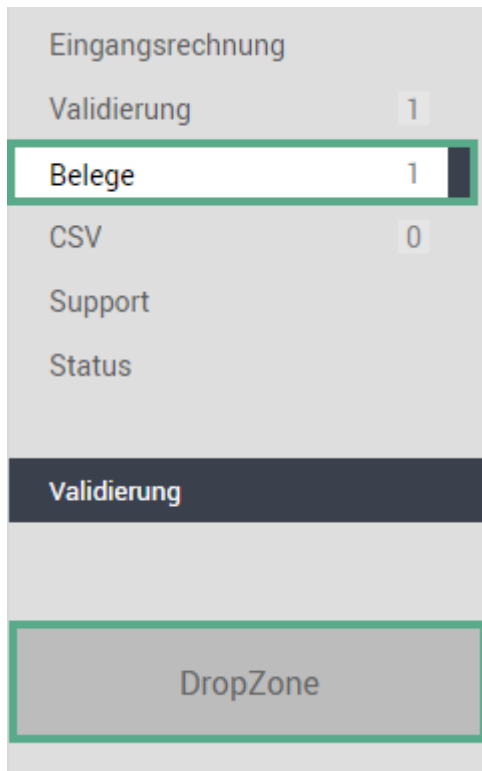 Eingangsrechnung
Validierung 1
Belege 1
CSV 0
Support
Status
Validierung
DropZone